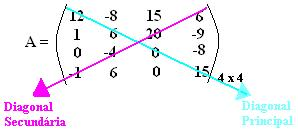 12 -8 15 6
A = 1 6 20 -9
0 -4 0 -8
-1 6 0 15
4 x 4
Diagonal Secundária
Diagonal Principal